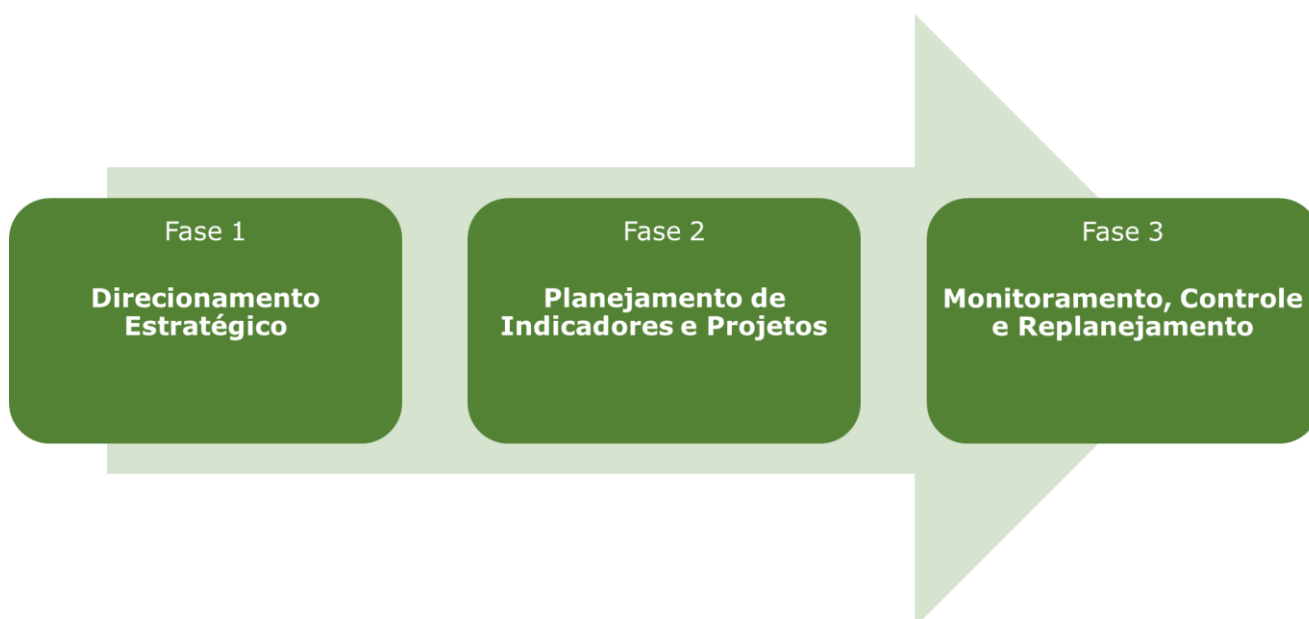 Fase 1
Direcionamento
Estratégico
Fase 2
Planejamento de
Indicadores e Projetos
Fase 3
Monitoramento, Controle
e Replanejamento